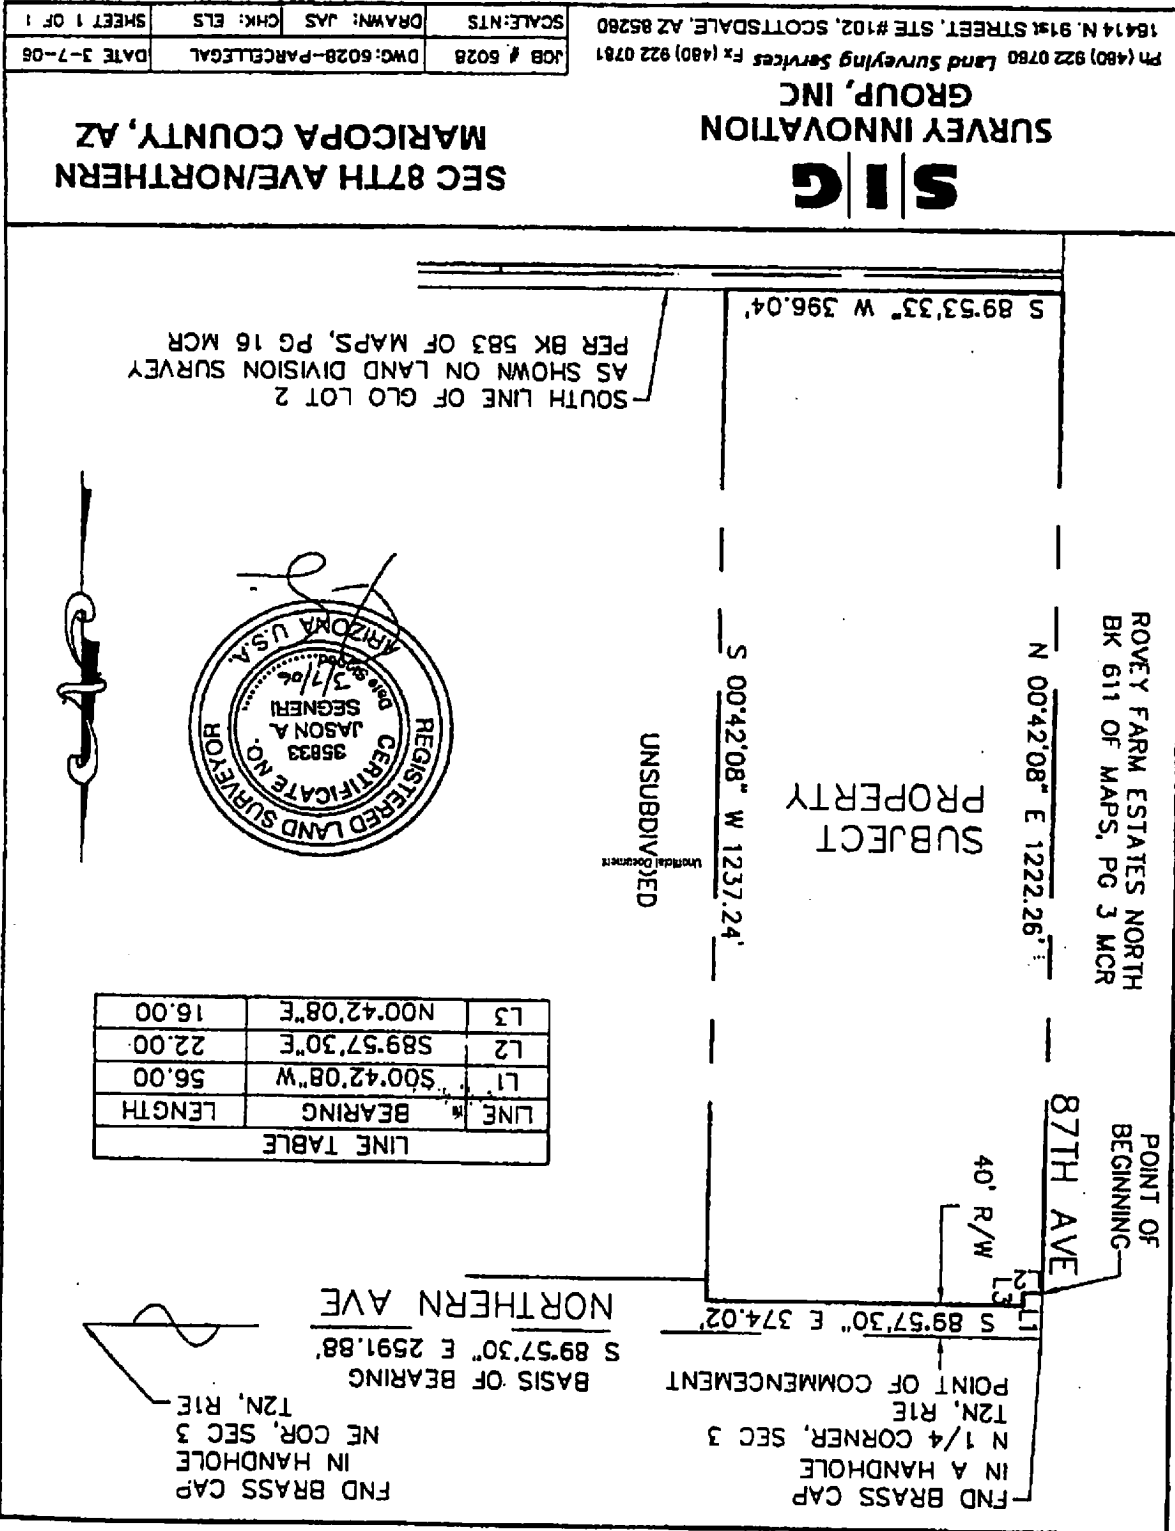 FND BRASS CAP
IN A HANDHOLE
N 1/4 CORNER, SEC 3
T2N, R1E
POINT OF COMMENCEMENT
FND BRASS CAP
IN HANDHOLE
NE COR, SEC 3
T2N, R1E
BASIS OF BEARING
S 89°57'30" E 2591.88'
NORTHERN AVE
S 89°57'30" E 374.02'
L1
L3
L2
40' R/W
POINT OF
BEGINNING
87TH AVE
LINE TABLE
LINE BEARING LENGTH
L1 S00°42'08"W 56.00
L2 S89°57'30"E 22.00
L3 N00°42'08"E 16.00
ROVEY FARM ESTATES NORTH
BK 611 OF MAPS, PG 3 MCR
N 00°42'08" E 1222.26'
SUBJECT
PROPERTY
S 00°42'08" W 1237.24'
UNSUBDIVIDED
Unofficial Document
REGISTERED LAND SURVEYOR
CERTIFICATE NO.
35833
JASON A.
SEGNERI
3/7/06
Date Signed
ARIZONA U.S.A.
SOUTH LINE OF GLO LOT 2
AS SHOWN ON LAND DIVISION SURVEY
PER BK 583 OF MAPS, PG 16 MCR
S 89°53'33" W 396.04'
SIG
SURVEY INNOVATION
GROUP, INC
Ph (480) 922 0780 Land Surveying Services Fx (480) 922 0781
16414 N. 91st STREET, STE #102, SCOTTSDALE, AZ 85260
SEC 87TH AVE/NORTHERN
MARICOPA COUNTY, AZ
JOB # 6028 DWG: 6028-PARCELLEGAL DATE 3-7-06
SCALE: NTS DRAWN: JAS CHK: ELS SHEET 1 OF 1